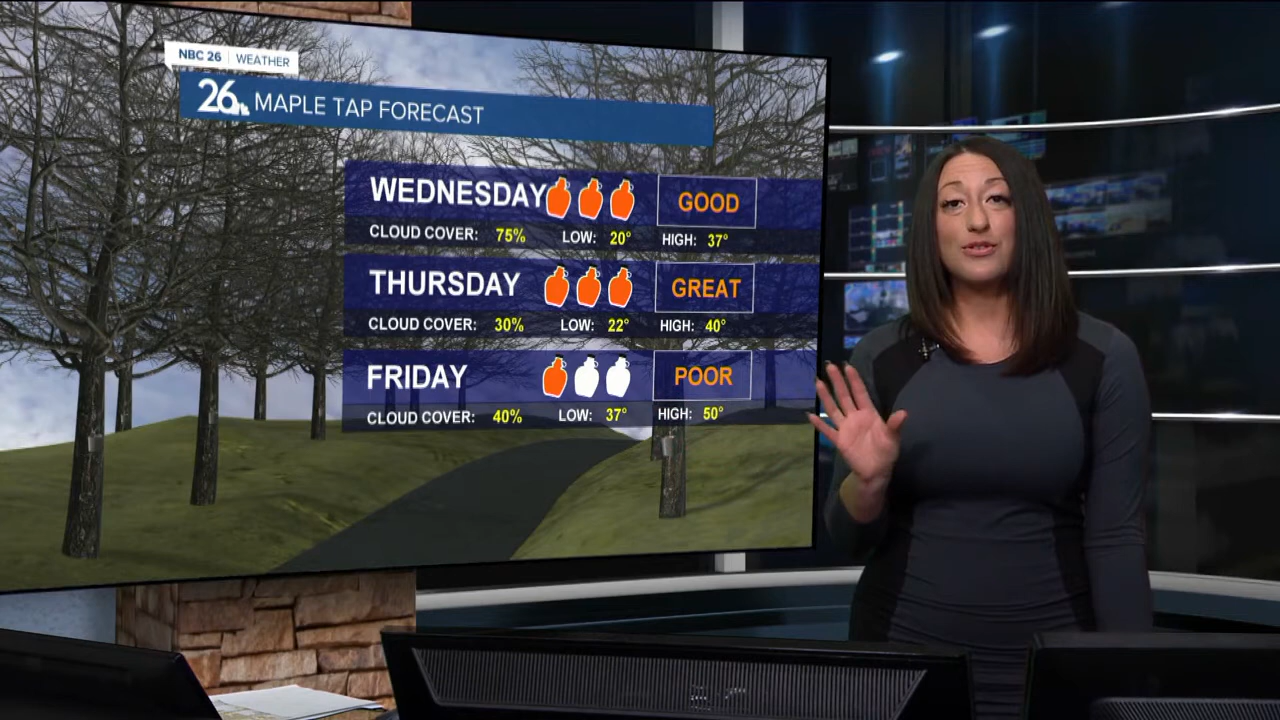 NBC 26 WEATHER
26 MAPLE TAP FORECAST
WEDNESDAY GOOD
CLOUD COVER: 75% LOW: 20° HIGH: 37°
THURSDAY GREAT
CLOUD COVER: 30% LOW: 22° HIGH: 40°
FRIDAY POOR
CLOUD COVER: 40% LOW: 37° HIGH: 50°